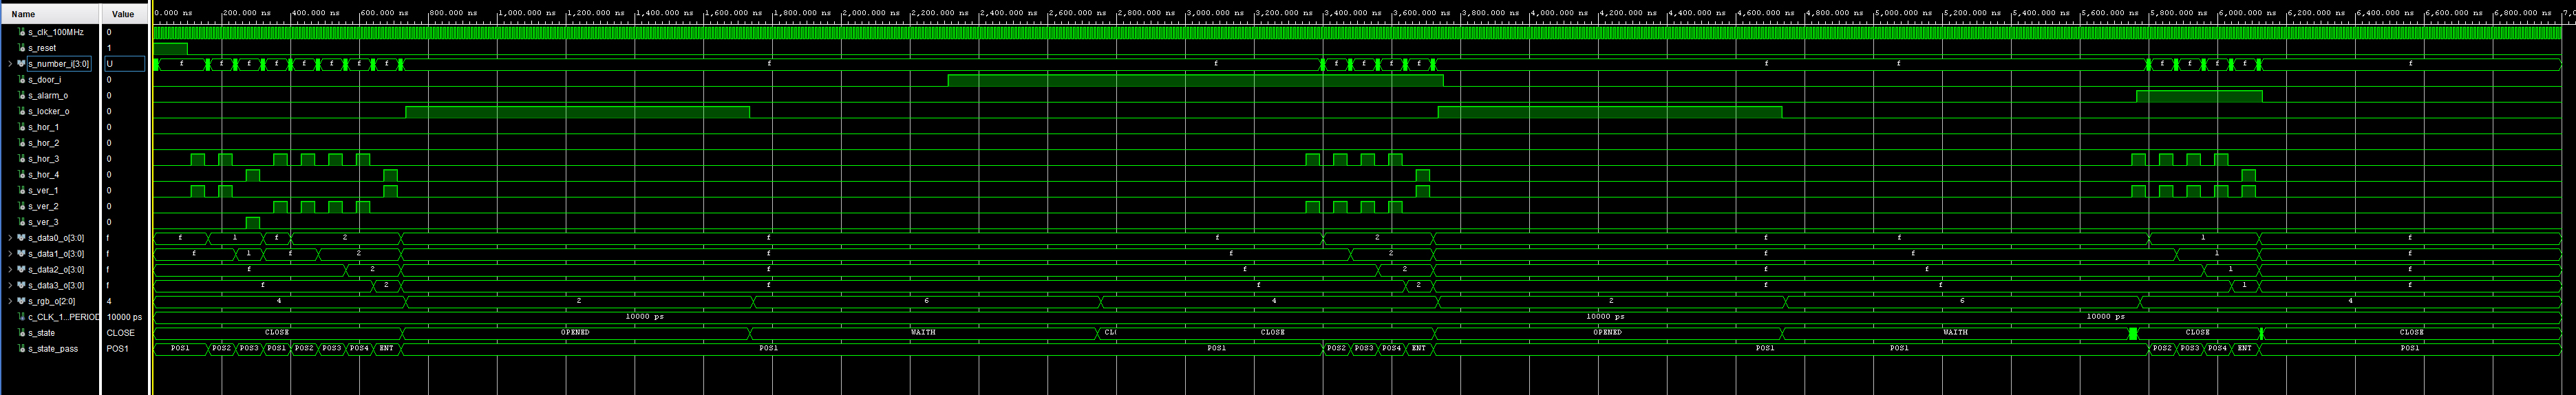 Name Value 0.000 ns 200.000 ns 400.000 ns 600.000 ns 800.000 ns 1,000.000 ns 1,200.000 ns 1,400.000 ns 1,600.000 ns 1,800.000 ns 2,000.000 ns 2,200.000 ns 2,400.000 ns 2,600.000 ns 2,800.000 ns 3,000.000 ns 3,200.000 ns 3,400.000 ns 3,600.000 ns 3,800.000 ns 4,000.000 ns 4,200.000 ns 4,400.000 ns 4,600.000 ns 4,800.000 ns 5,000.000 ns 5,200.000 ns 5,400.000 ns 5,600.000 ns 5,800.000 ns 6,000.000 ns 6,200.000 ns 6,400.000 ns 6,600.000 ns 6,800.000 ns 7,0
s_clk_100MHz 0
s_reset 1
s_number_i[3:0] U f f f f f f f f f f f f f f f f f f f f f
s_door_i 0
s_alarm_o 0
s_locker_o 0
s_hor_1 0
s_hor_2 0
s_hor_3 0
s_hor_4 0
s_ver_1 0
s_ver_2 0
s_ver_3 0
s_data0_o[3:0] f f 1 f 2 f f 2 f f 1 f
s_data1_o[3:0] f f 1 f 2 f f 2 f f 1 f
s_data2_o[3:0] f f 2 f f 2 f f 1 f
s_data3_o[3:0] f f 2 f f 2 f f 1 f
s_rgb_o[2:0] 4 4 2 6 4 2 6 4
c_CLK_1...PERIOD 10000 ps 10000 ps 10000 ps 10000 ps
s_state CLOSE CLOSE OPENED WAITH CL CLOSE OPENED WAITH CLOSE CLOSE
s_state_pass POS1 POS1 POS2 POS3 POS1 POS2 POS3 POS4 ENT POS1 POS1 POS2 POS3 POS4 ENT POS1 POS1 POS2 POS3 POS4 ENT POS1